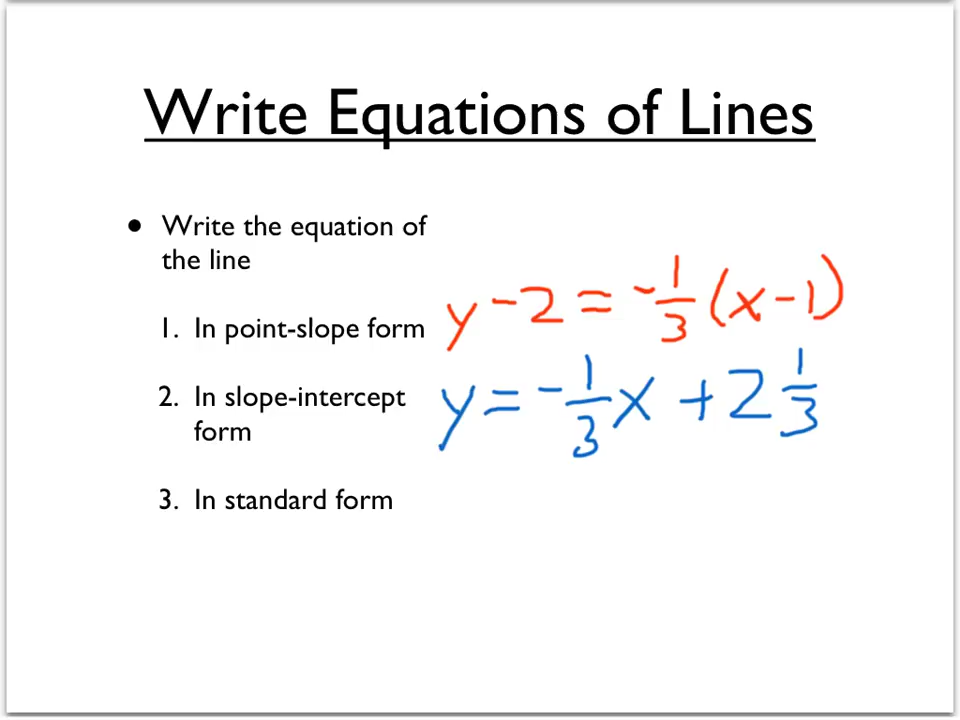 Write Equations of Lines
• Write the equation of
the line
y - 2 = -1/3 (x - 1)
1. In point-slope form
2. In slope-intercept
form
y = -1/3 x + 2 1/3
3. In standard form